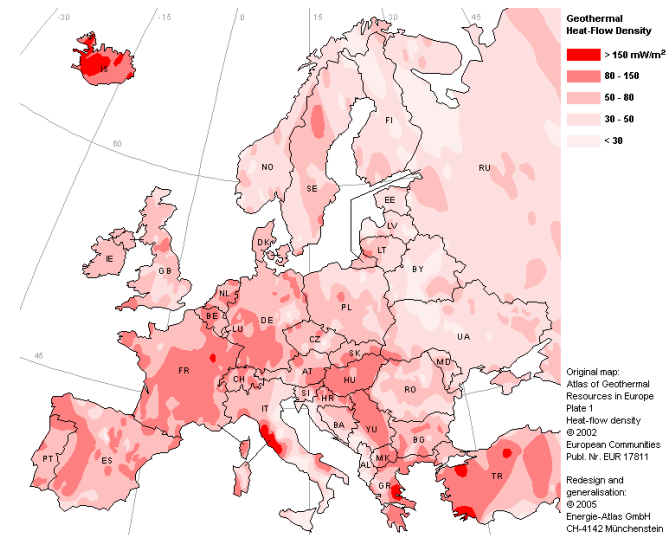 -30
-15
0
15
30
45
60
45
IS
NO
SE
FI
RU
EE
LV
LT
DK
IE
GB
BY
NL
BE
LU
DE
PL
UA
CZ
SK
MD
FR
CH
AT
HU
RO
SI
HR
IT
BA
YU
BG
PT
ES
AL
MK
GR
TR
Geothermal
Heat-Flow Density
> 150 mW/m²
80 - 150
50 - 80
30 - 50
< 30
Original map:
Atlas of Geothermal
Resources in Europe
Plate 1
Heat-flow density
© 2002
European Communities
Publ. Nr. EUR 17811
Redesign and
generalisation:
© 2005
Energie-Atlas GmbH
CH-4142 Münchenstein